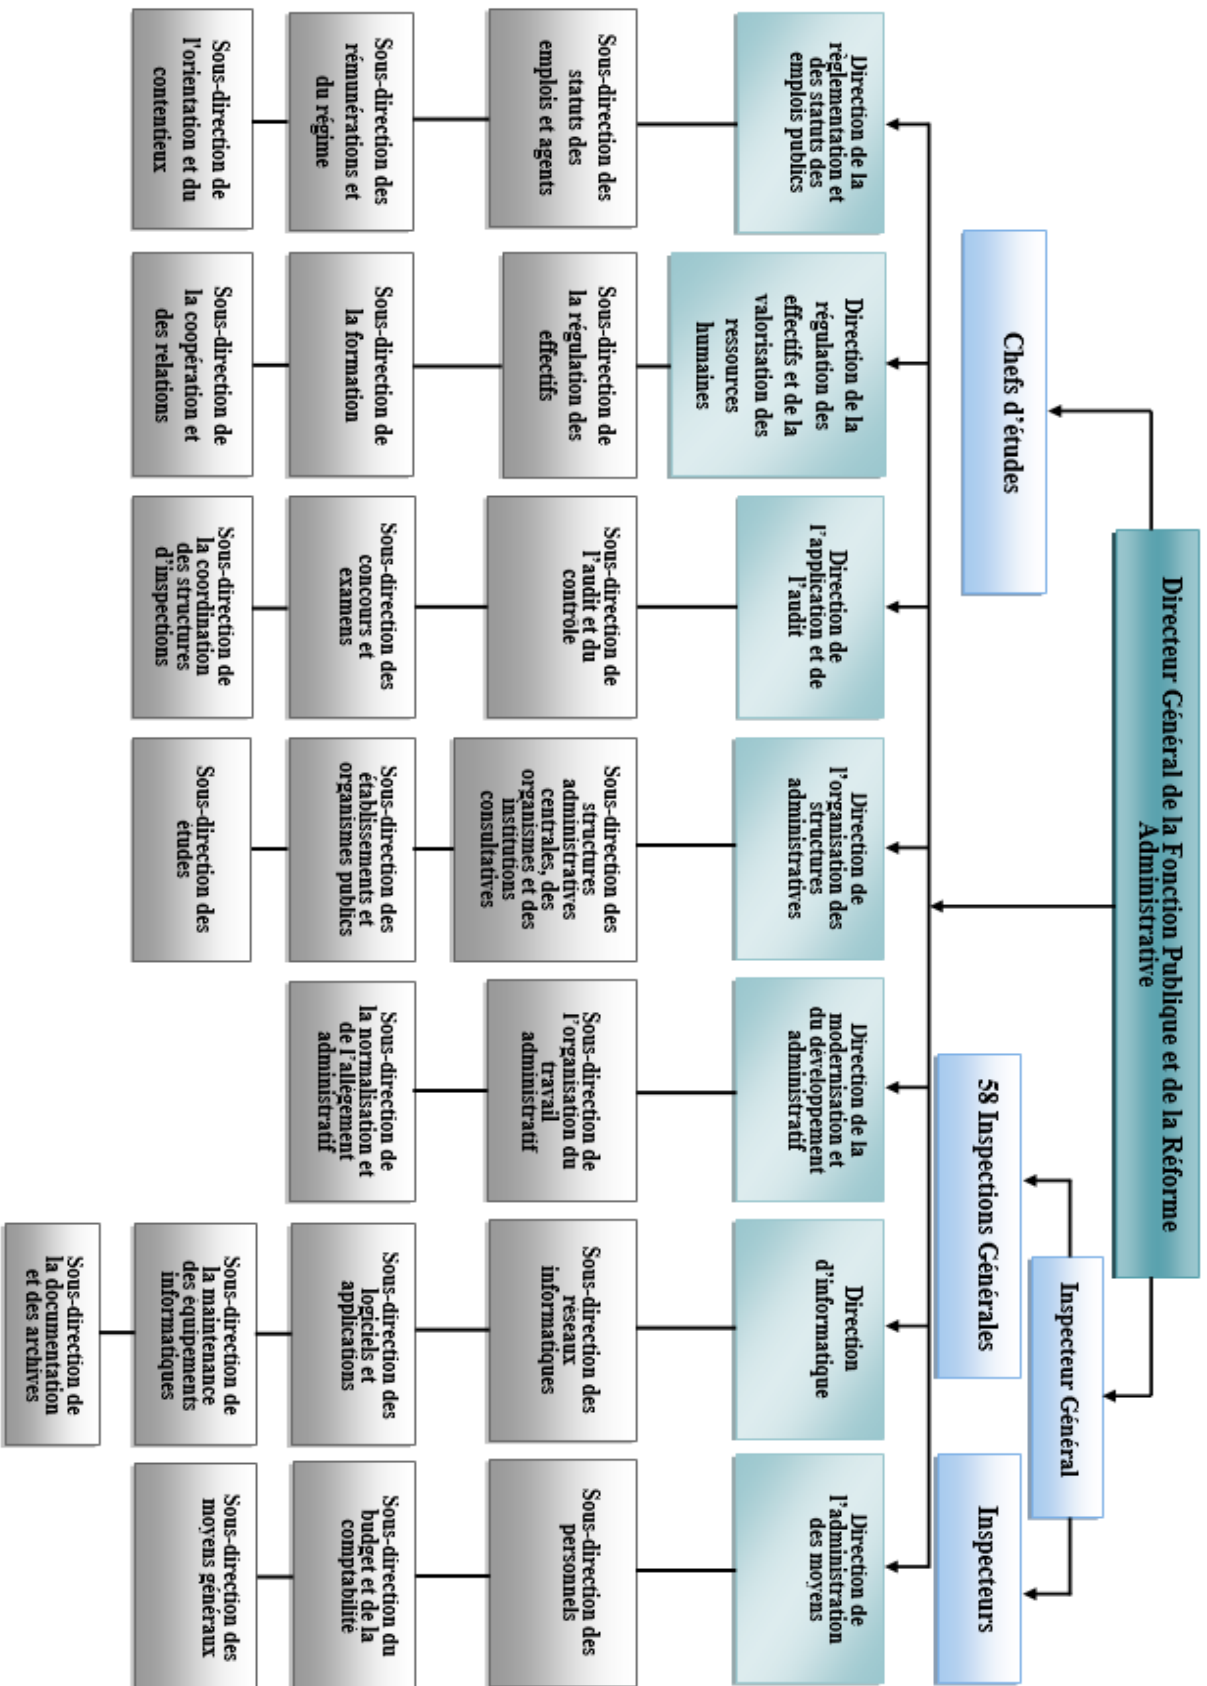 Directeur Général de la Fonction Publique et de la Réforme
Administrative
Chefs d'études
Inspecteur Général
58 Inspections Générales
Inspecteurs
Direction de la
règlementation et
des statuts des
emplois publics
Direction de la
régulation des
effectifs et de la
valorisation des
ressources
humaines
Direction de
l'application et de
l'audit
Direction de
l'organisation des
structures
administratives
Direction de la
modernisation et
du développement
administratif
Direction
d'informatique
Direction de
l'administration
des moyens
Sous-direction des
statuts des
emplois et agents
Sous-direction de
la régulation des
effectifs
Sous-direction de
l'audit et du
contrôle
Sous-direction des
structures
administratives
centrales, des
organismes et des
institutions
consultatives
Sous-direction de
l'organisation du
travail
administratif
Sous-direction des
réseaux
informatiques
Sous-direction des
personnels
Sous-direction des
rémunérations et
du régime
Sous-direction de
la formation
Sous-direction des
concours et
examens
Sous-direction des
établissements et
organismes publics
Sous-direction de
la normalisation et
de l'allégement
administratif
Sous-direction des
logiciels et
applications
Sous-direction du
budget et de la
comptabilité
Sous-direction de
l'orientation et du
contentieux
Sous-direction de
la coopération et
des relations
Sous-direction de
la coordination
des structures
d'inspections
Sous-direction des
études
Sous-direction de
la maintenance
des équipements
informatiques
Sous-direction des
moyens généraux
Sous-direction de
la documentation
et des archives